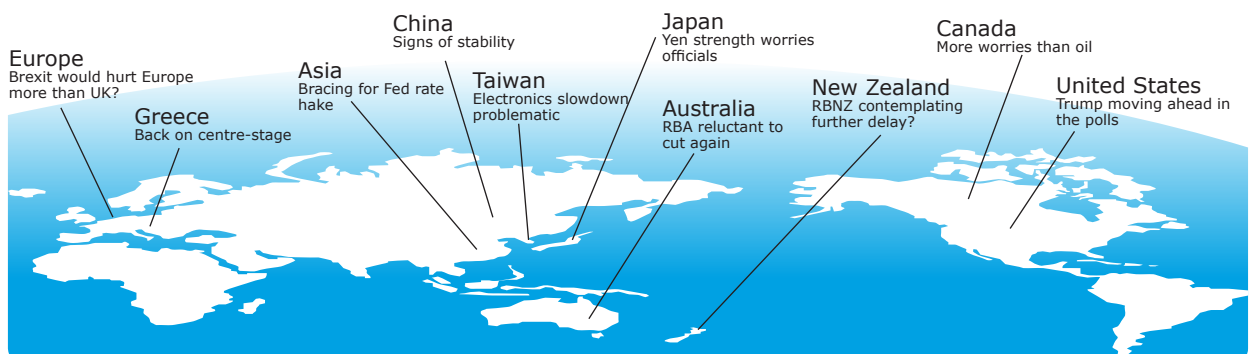 Europe
Brexit would hurt Europe
more than UK?
Greece
Back on centre-stage
Asia
Bracing for Fed rate
hake
China
Signs of stability
Taiwan
Electronics slowdown
problematic
Japan
Yen strength worries
officials
Australia
RBA reluctant to
cut again
New Zealand
RBNZ contemplating
further delay?
Canada
More worries than oil
United States
Trump moving ahead in
the polls